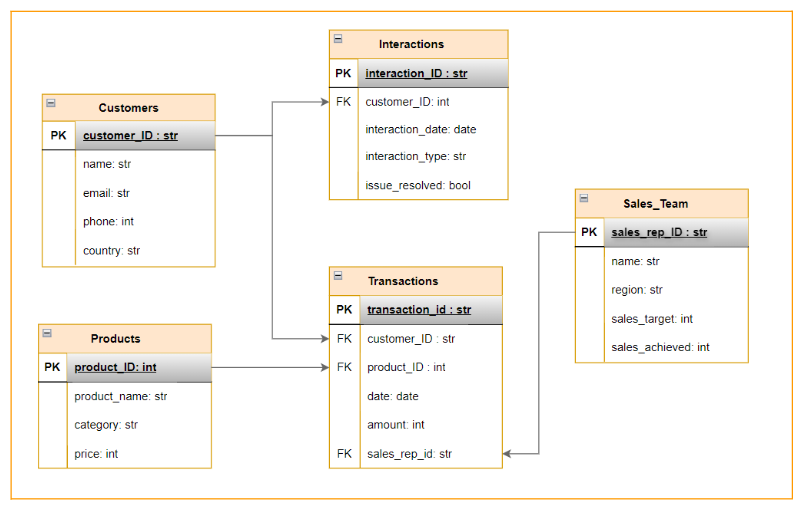 Interactions
PK interaction_ID : str
FK customer_ID: int
interaction_date: date
interaction_type: str
issue_resolved: bool
Customers
PK customer_ID : str
name: str
email: str
phone: int
country: str
Sales_Team
PK sales_rep_ID : str
name: str
region: str
sales_target: int
sales_achieved: int
Transactions
PK transaction_id : str
FK customer_ID : str
FK product_ID : int
date: date
amount: int
FK sales_rep_id: str
Products
PK product_ID: int
product_name: str
category: str
price: int